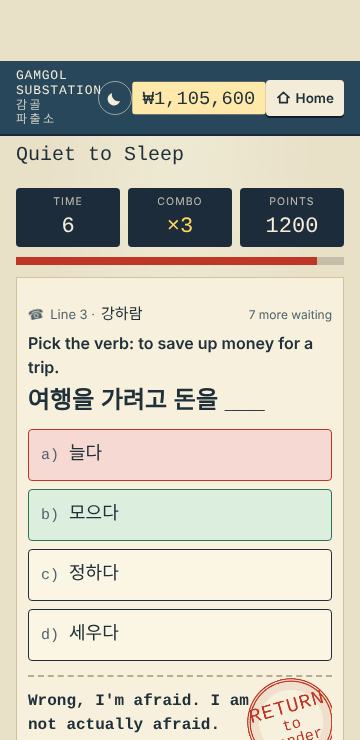 GAMGOL
SUBSTATION
감골
파출소
₩1,105,600
Home
Quiet to Sleep
TIME
6
COMBO
×3
POINTS
1200
☎ Line 3 · 강하람
7 more waiting
Pick the verb: to save up money for a
trip.
여행을 가려고 돈을 ___
a) 늘다
b) 모으다
c) 정하다
d) 세우다
Wrong, I'm afraid. I am
not actually afraid.
RETURN
to